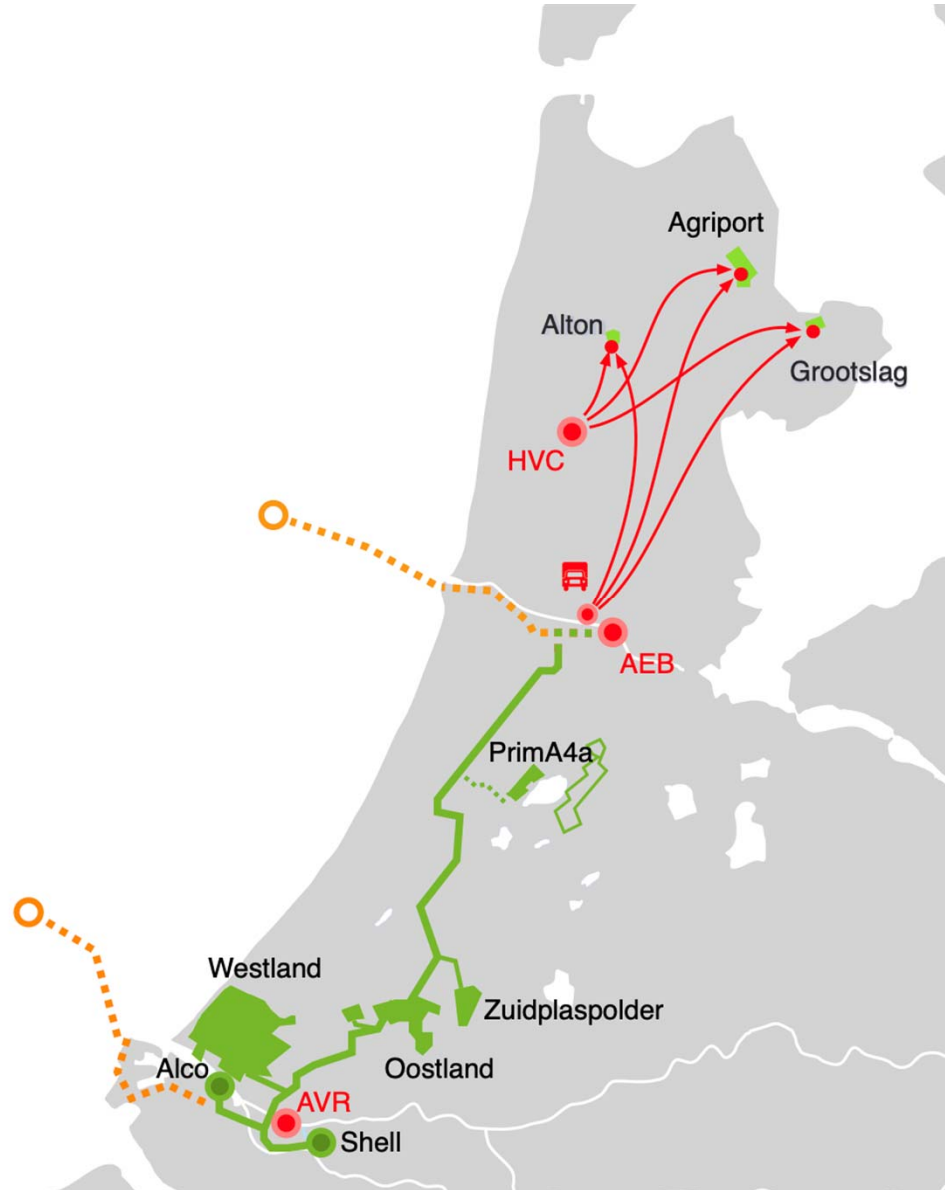 Agriport
Alton
Grootslag
HVC
AEB
PrimA4a
Westland
Zuidplaspolder
Alco
Oostland
AVR
Shell